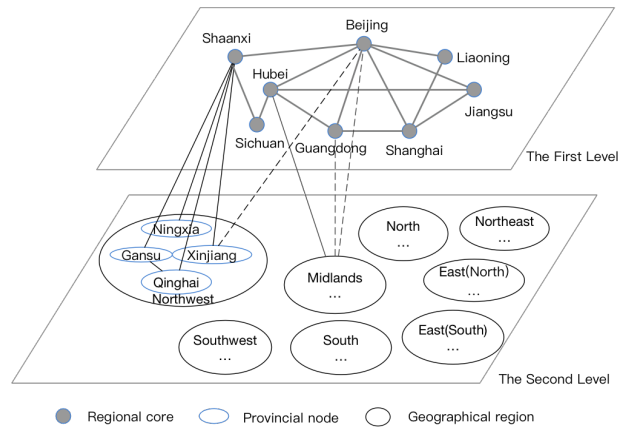 Beijing
Shaanxi
Liaoning
Hubei
Jiangsu
Sichuan
Guangdong
Shanghai
The First Level
Ningxia
Gansu
Xinjiang
Qinghai
Northwest
North
...
Northeast
...
Midlands
...
East(North)
...
Southwest
...
South
...
East(South)
...
The Second Level
Regional core
Provincial node
Geographical region